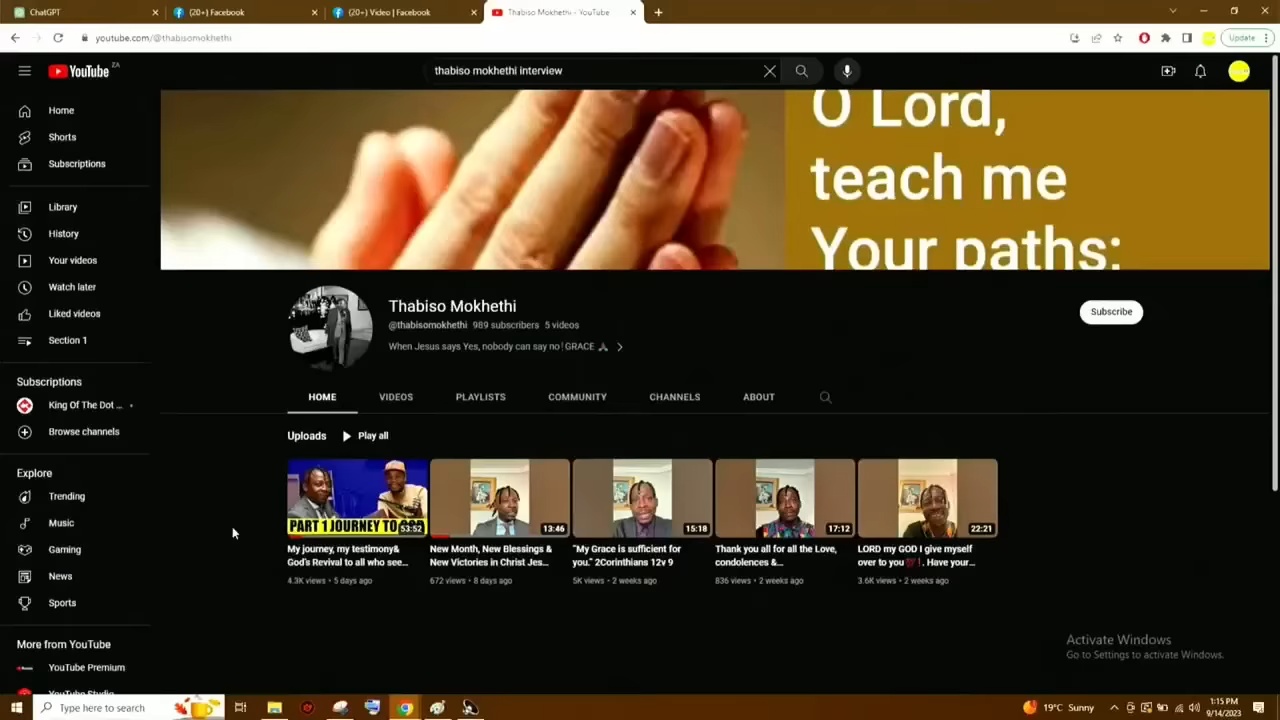 ChatGPT
(20+) Facebook
(20+) Video | Facebook
Thabiso Mokhethi - YouTube
youtube.com/@thabisomokhethi
Update
YouTube ZA
thabiso mokhethi interview
Home
Shorts
Subscriptions
Library
History
Your videos
Watch later
Liked videos
Section 1
Subscriptions
King Of The Dot ...
Browse channels
Explore
Trending
Music
Gaming
News
Sports
More from YouTube
YouTube Premium
YouTube Studio
O Lord,
teach me
Your paths;
Thabiso Mokhethi
@thabisomokhethi 989 subscribers 5 videos
When Jesus says Yes, nobody can say no! GRACE
Subscribe
HOME VIDEOS PLAYLISTS COMMUNITY CHANNELS ABOUT
Uploads Play all
PART 1 JOURNEY TO
53:52
My journey, my testimony&
God's Revival to all who see...
4.3K views • 5 days ago
13:46
New Month, New Blessings &
New Victories in Christ Jes...
672 views • 8 days ago
15:18
"My Grace is sufficient for
you." 2Corinthians 12v 9
5K views • 2 weeks ago
17:12
Thank you all for all the Love,
condolences &...
836 views • 2 weeks ago
22:21
LORD my GOD I give myself
over to you 💯!. Have your...
3.6K views • 2 weeks ago
Activate Windows
Go to Settings to activate Windows.
Type here to search
19°C Sunny
1:15 PM
9/14/2023